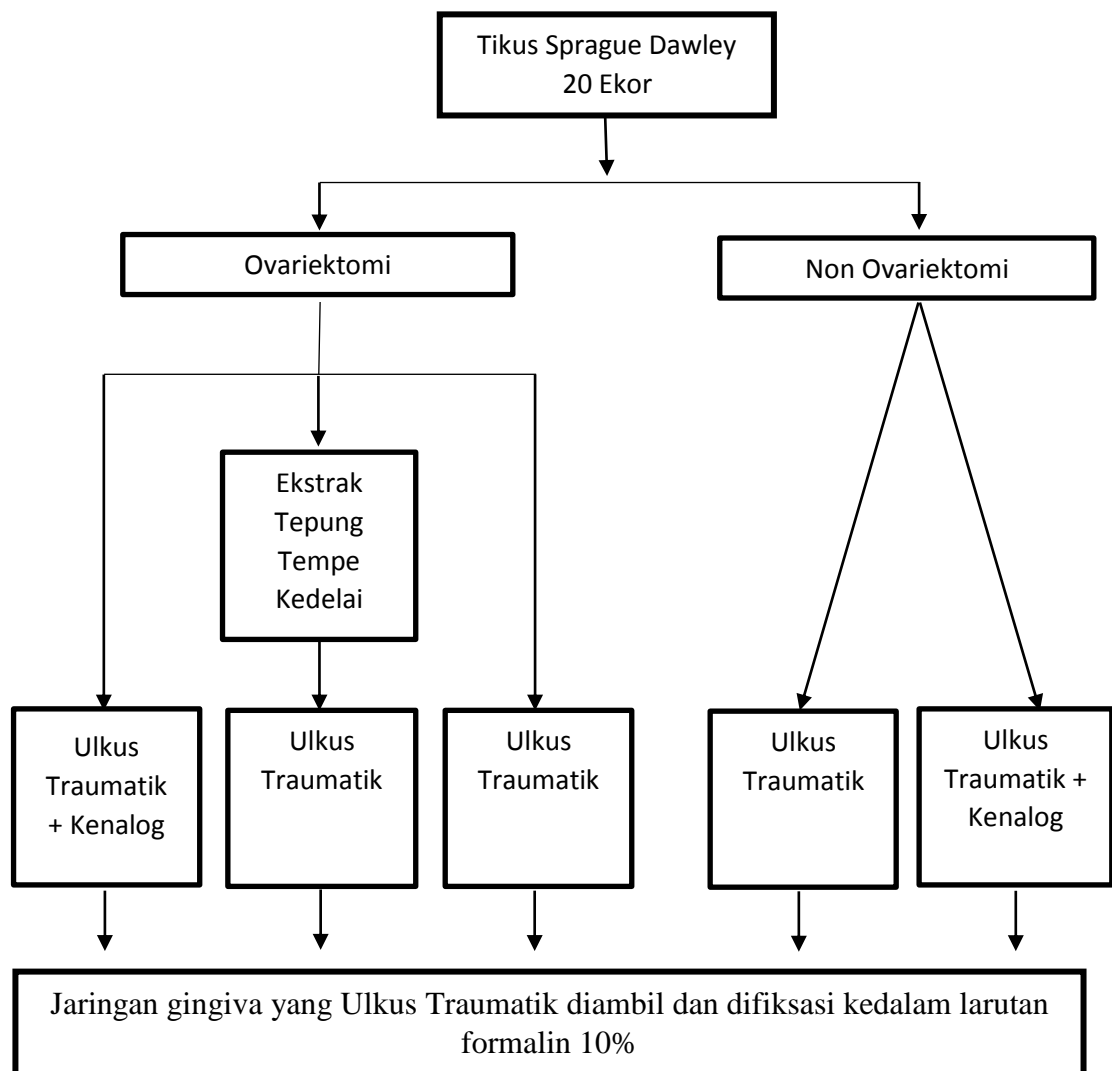 Tikus Sprague Dawley
20 Ekor
Ovariektomi
Non Ovariektomi
Ekstrak
Tepung
Tempe
Kedelai
Ulkus
Traumatik
+ Kenalog
Ulkus
Traumatik
Ulkus
Traumatik
Ulkus
Traumatik
Ulkus
Traumatik +
Kenalog
Jaringan gingiva yang Ulkus Traumatik diambil dan difiksasi kedalam larutan
formalin 10%